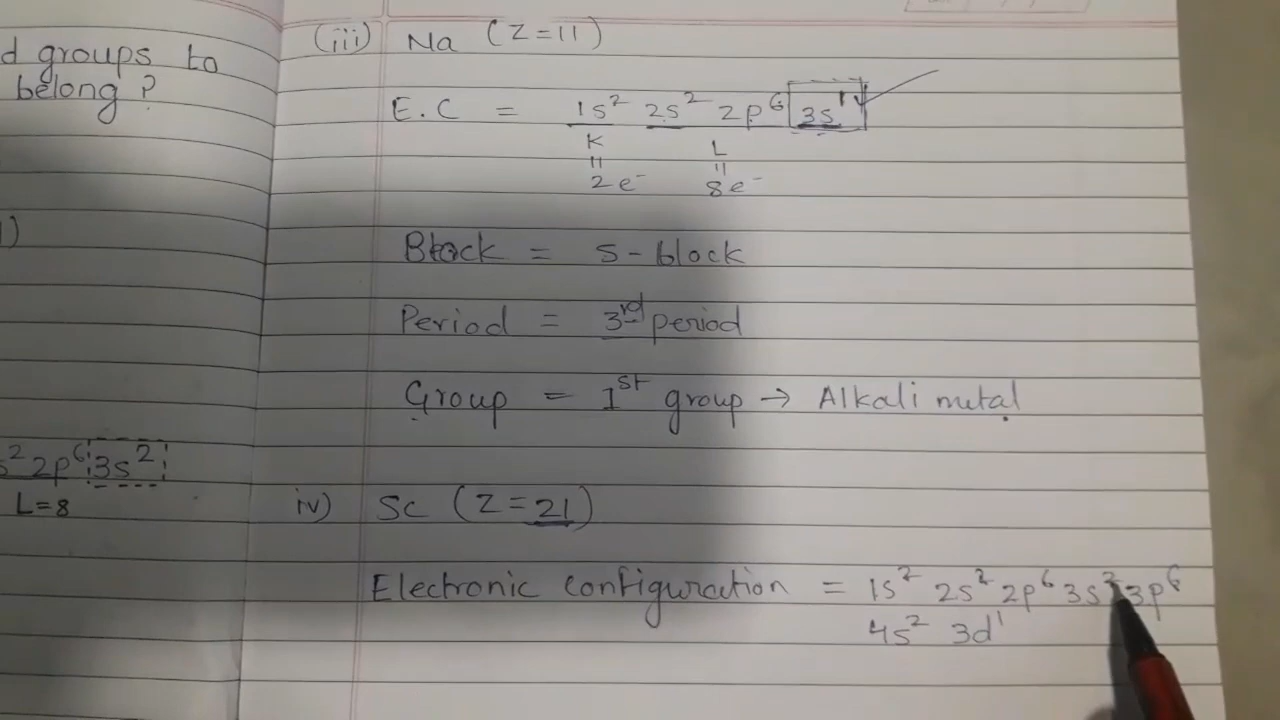 d groups to
belong ?
)
s² 2p⁶ 3s²
L=8
(iii) Na (Z=11)
E.C = 1s² 2s² 2p⁶ 3s¹
K L
= =
2e⁻ 8e⁻
Block = s-block
Period = 3rd period
Group = 1st group → Alkali metal
iv) Sc (Z=21)
Electronic configuration = 1s² 2s² 2p⁶ 3s² 3p⁶
4s² 3d¹